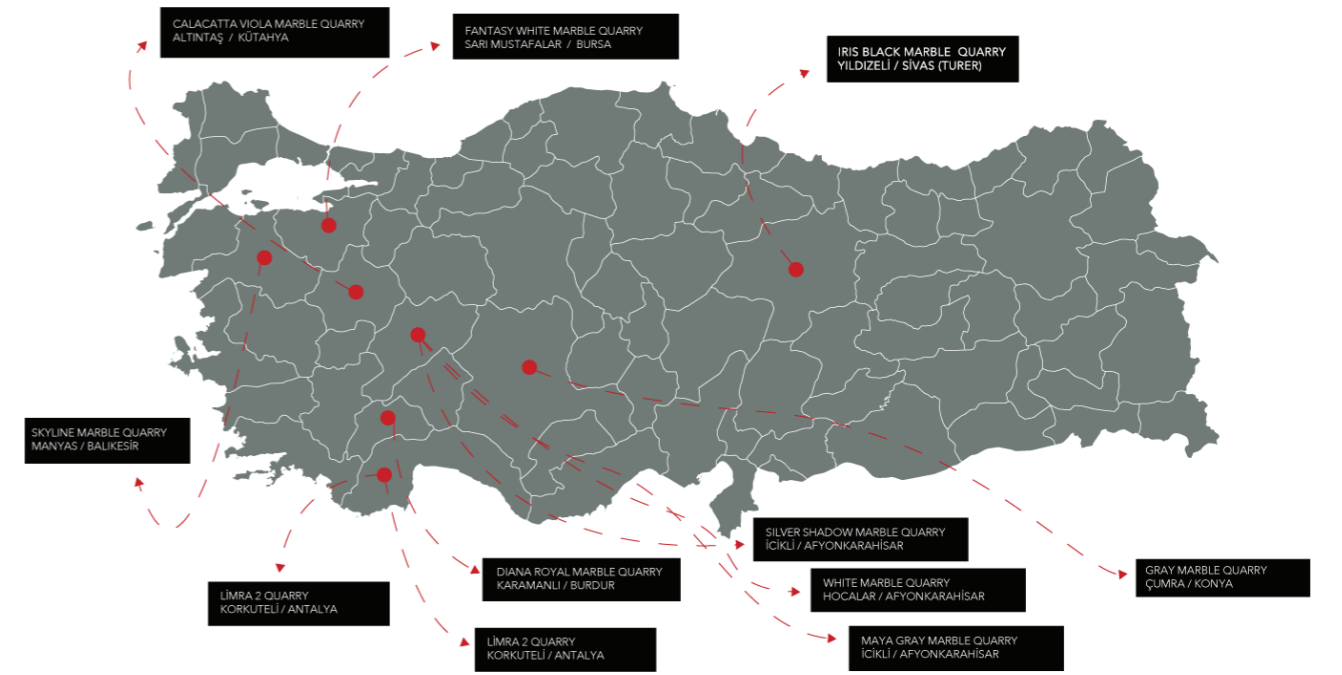 CALACATTA VIOLA MARBLE QUARRY
ALTINTAŞ / KÜTAHYA
FANTASY WHITE MARBLE QUARRY
SARI MUSTAFALAR / BURSA
IRIS BLACK MARBLE QUARRY
YILDIZELİ / SİVAS (TURER)
SKYLINE MARBLE QUARRY
MANYAS / BALIKESİR
SILVER SHADOW MARBLE QUARRY
İCİKLİ / AFYONKARAHİSAR
DIANA ROYAL MARBLE QUARRY
KARAMANLI / BURDUR
GRAY MARBLE QUARRY
ÇUMRA / KONYA
LİMRA 2 QUARRY
KORKUTELİ / ANTALYA
WHITE MARBLE QUARRY
HOCALAR / AFYONKARAHİSAR
LİMRA 2 QUARRY
KORKUTELİ / ANTALYA
MAYA GRAY MARBLE QUARRY
İCİKLİ / AFYONKARAHİSAR